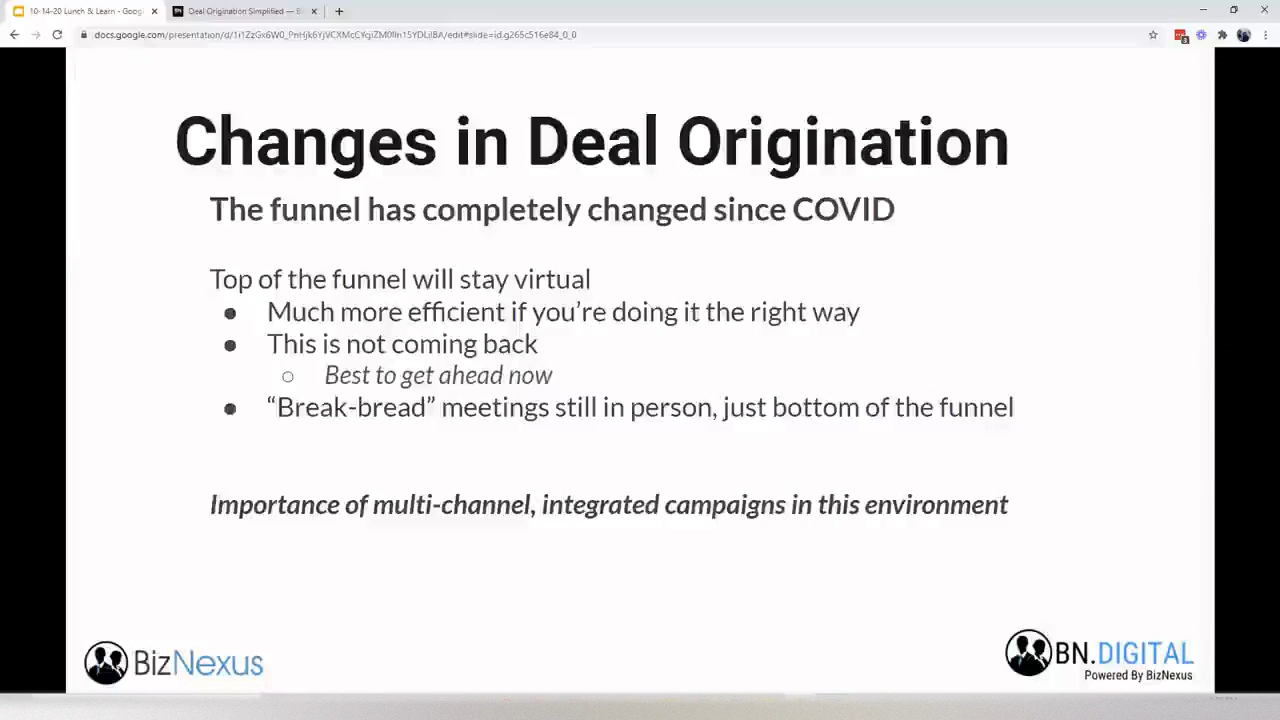 10-14-20 Lunch & Learn - Goog
Deal Origination Simplified — B
Changes in Deal Origination
The funnel has completely changed since COVID
Top of the funnel will stay virtual
● Much more efficient if you're doing it the right way
● This is not coming back
○ Best to get ahead now
● “Break-bread” meetings still in person, just bottom of the funnel
Importance of multi-channel, integrated campaigns in this environment
BizNexus
BN.DIGITAL
Powered By BizNexus